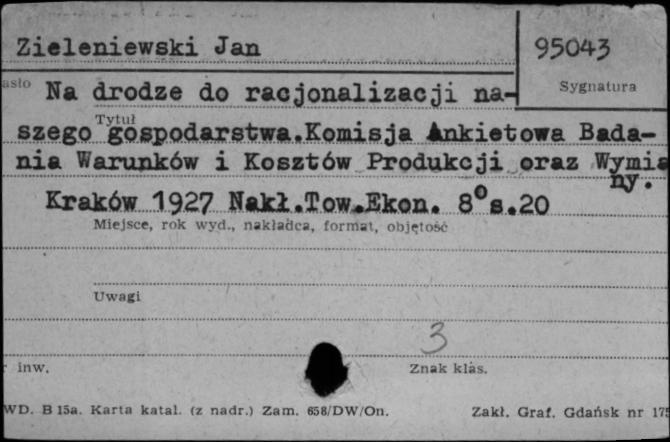 Zieleniewski Jan
95043
Sygnatura
asło Na drodze do racjonalizacji na-
Tytuł
szego gospodarstwa.Komisja Ankietowa Bada-
nia Warunków i Kosztów Produkcji oraz Wymia
ny.
Kraków 1927 Nakł.Tow.Ekon. 8° s.20
Miejsce, rok wyd., nakładca, format, objętość
Uwagi
3
r inw.
Znak klas.
WD. B 15a. Karta katal. (z nadr.) Zam. 658/DW/On.
Zakł. Graf. Gdańsk nr 175